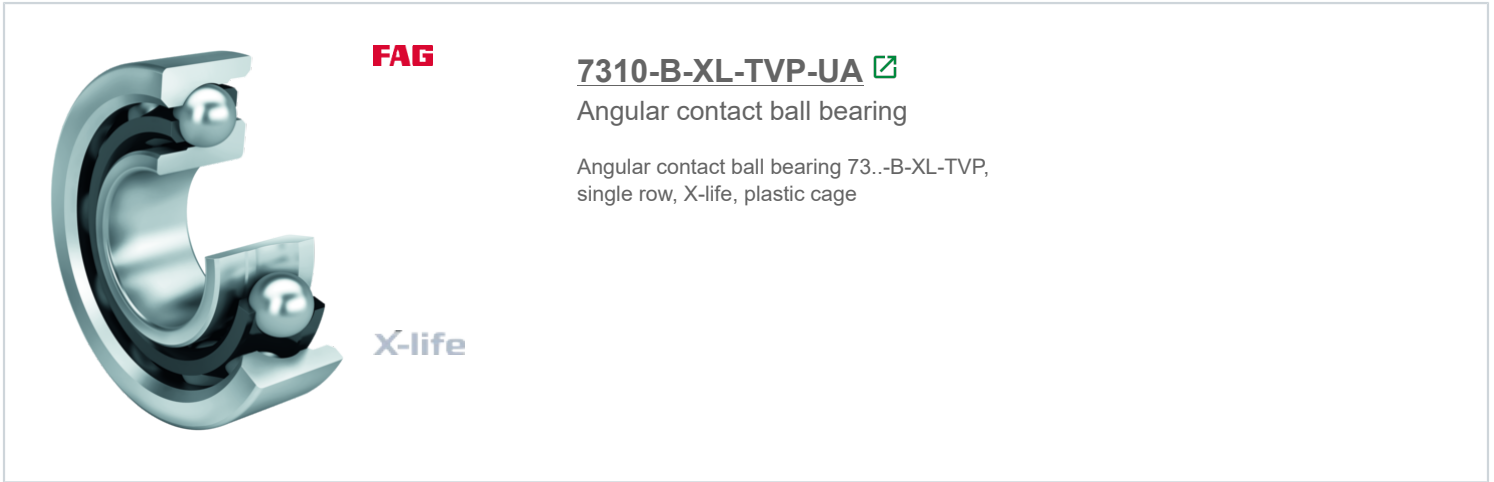 FAG
7310-B-XL-TVP-UA
Angular contact ball bearing
Angular contact ball bearing 73..-B-XL-TVP,
single row, X-life, plastic cage
X-life